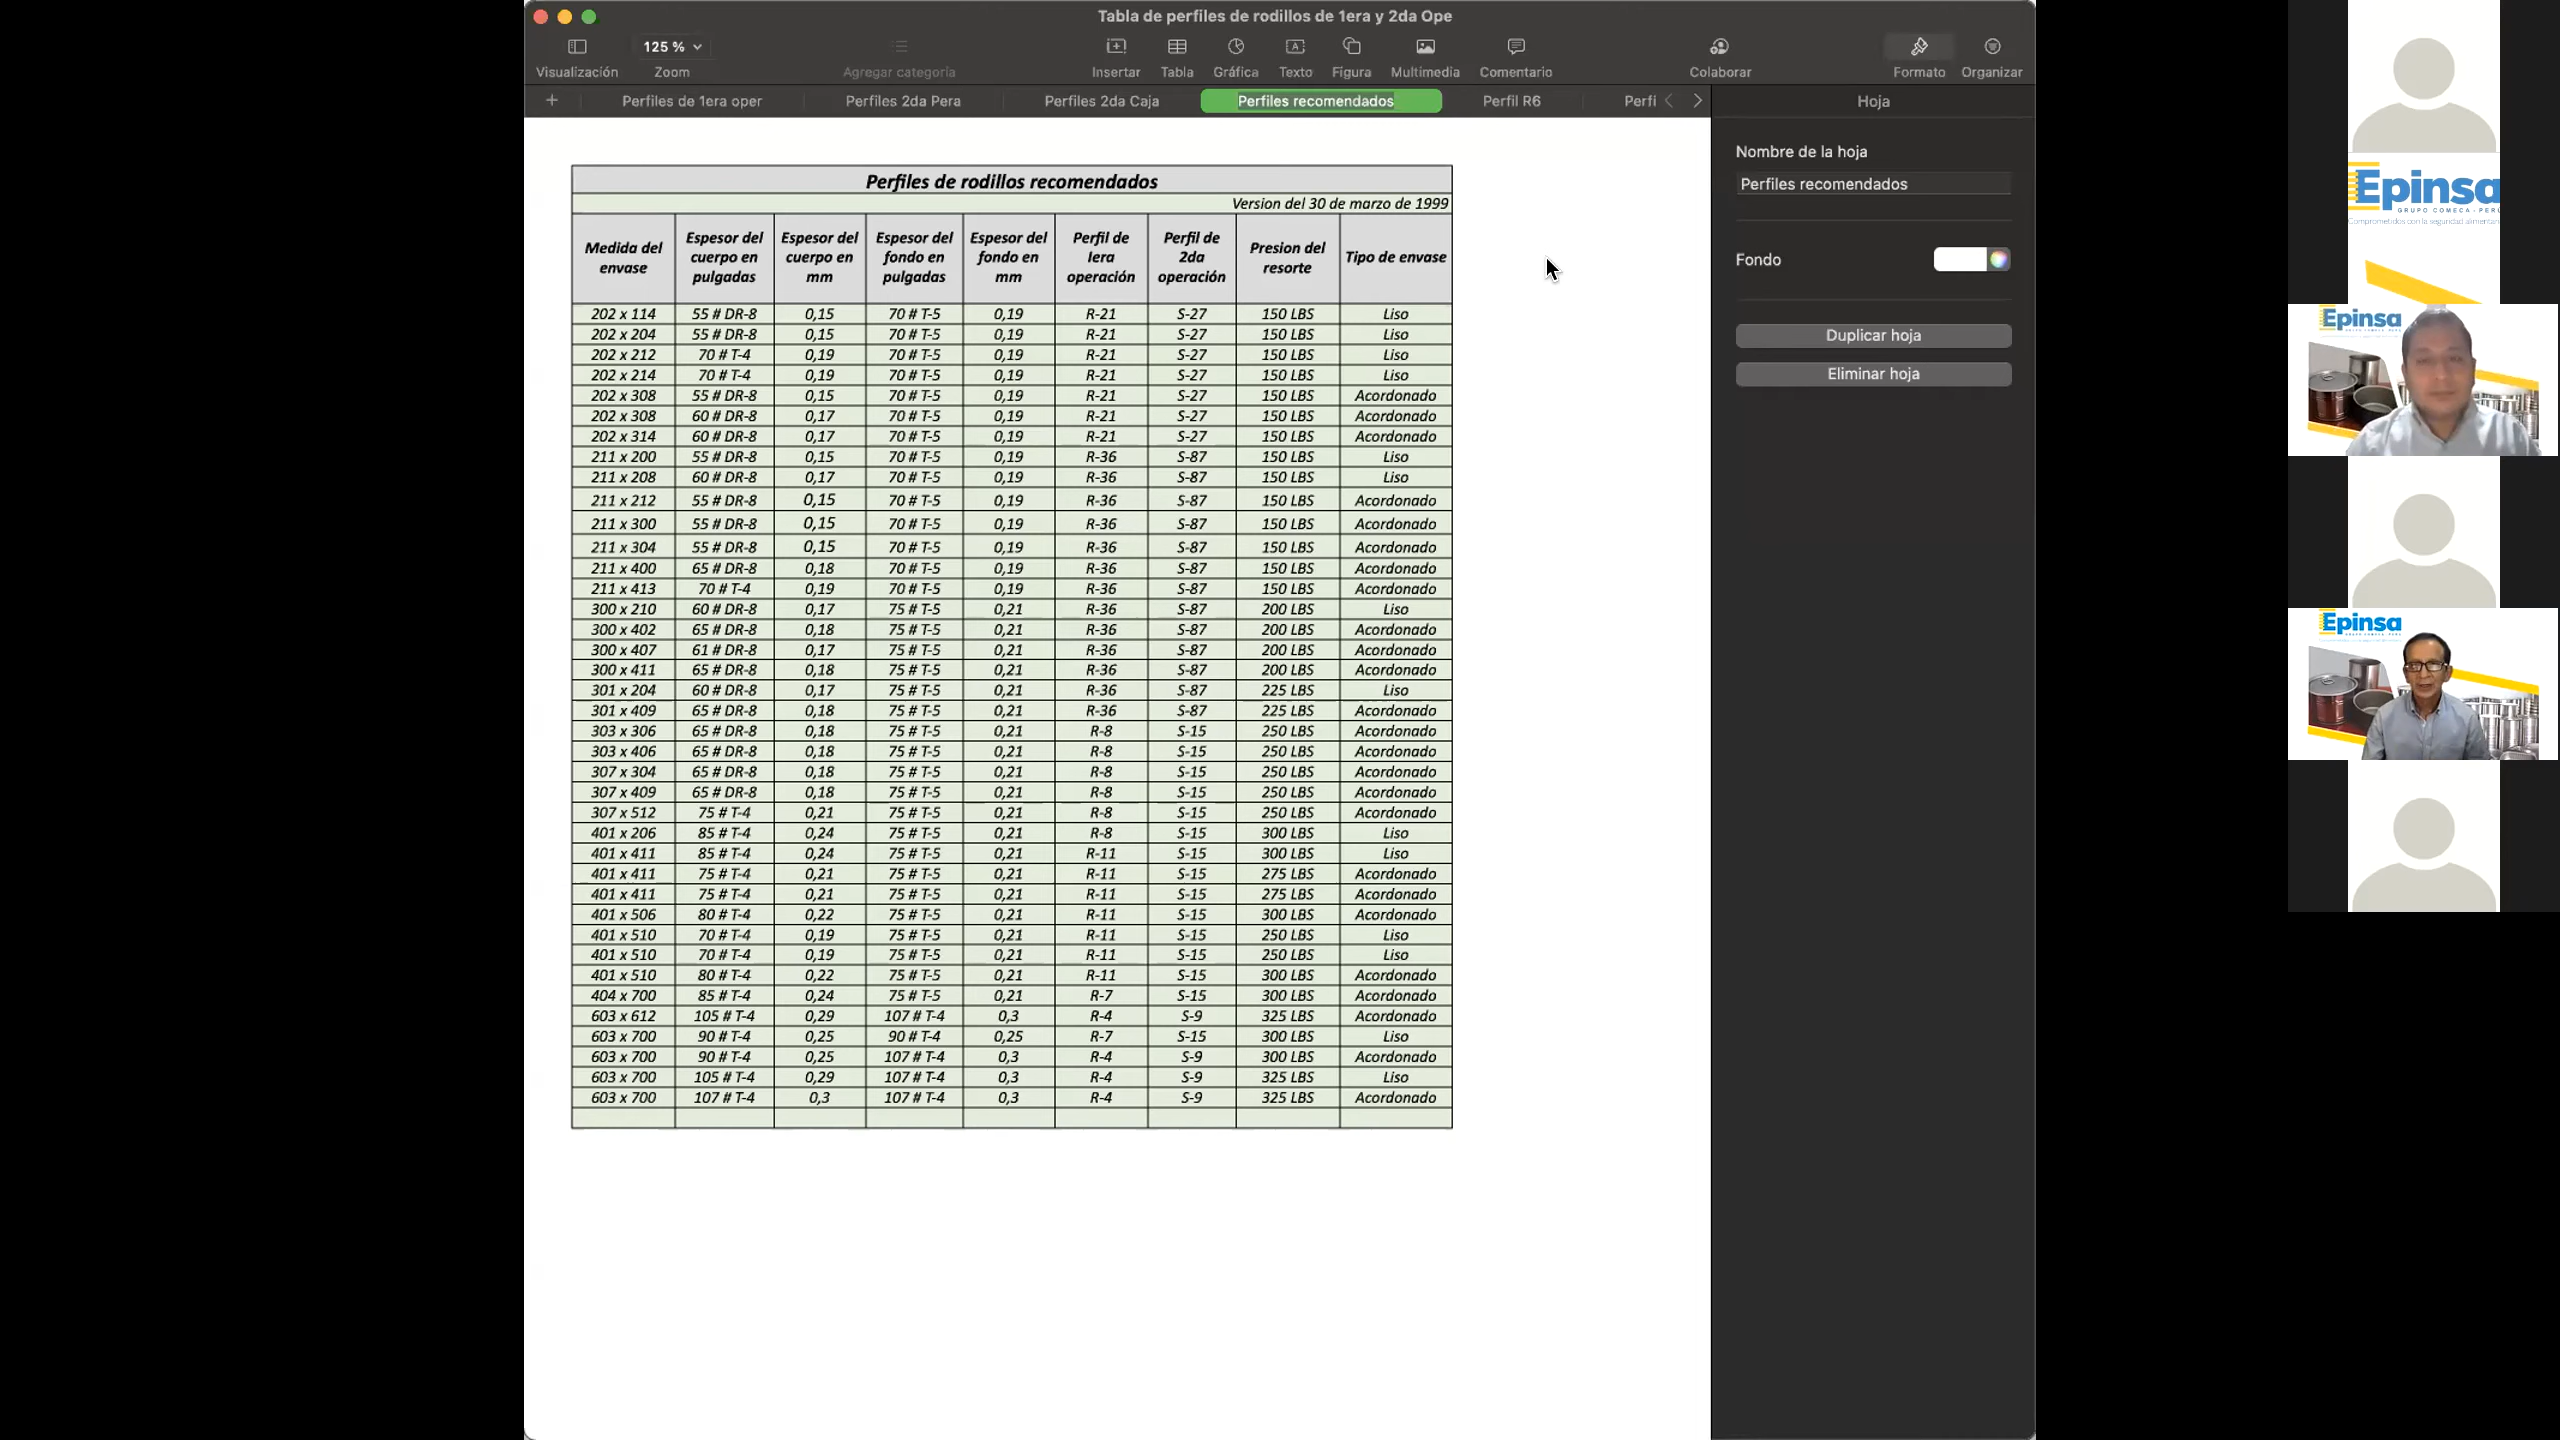 Tabla de perfiles de rodillos de 1era y 2da Ope
125 %
Visualización Zoom Agregar categoría Insertar Tabla Gráfica Texto Figura Multimedia Comentario Colaborar Formato Organizar
Perfiles de 1era oper Perfiles 2da Pera Perfiles 2da Caja Perfiles recomendados Perfil R6 Perfi Hoja
Nombre de la hoja
Perfiles recomendados
Fondo
Duplicar hoja
Eliminar hoja
Perfiles de rodillos recomendados
Version del 30 de marzo de 1999
Medida del envase Espesor del cuerpo en pulgadas Espesor del cuerpo en mm Espesor del fondo en pulgadas Espesor del fondo en mm Perfil de 1era operación Perfil de 2da operación Presion del resorte Tipo de envase
202 x 114 55 # DR-8 0,15 70 # T-5 0,19 R-21 S-27 150 LBS Liso
202 x 204 55 # DR-8 0,15 70 # T-5 0,19 R-21 S-27 150 LBS Liso
202 x 212 70 # T-4 0,19 70 # T-5 0,19 R-21 S-27 150 LBS Liso
202 x 214 70 # T-4 0,19 70 # T-5 0,19 R-21 S-27 150 LBS Liso
202 x 308 55 # DR-8 0,15 70 # T-5 0,19 R-21 S-27 150 LBS Acordonado
202 x 308 60 # DR-8 0,17 70 # T-5 0,19 R-21 S-27 150 LBS Acordonado
202 x 314 60 # DR-8 0,17 70 # T-5 0,19 R-21 S-27 150 LBS Acordonado
211 x 200 55 # DR-8 0,15 70 # T-5 0,19 R-36 S-87 150 LBS Liso
211 x 208 60 # DR-8 0,17 70 # T-5 0,19 R-36 S-87 150 LBS Liso
211 x 212 55 # DR-8 0,15 70 # T-5 0,19 R-36 S-87 150 LBS Acordonado
211 x 300 55 # DR-8 0,15 70 # T-5 0,19 R-36 S-87 150 LBS Acordonado
211 x 304 55 # DR-8 0,15 70 # T-5 0,19 R-36 S-87 150 LBS Acordonado
211 x 400 65 # DR-8 0,18 70 # T-5 0,19 R-36 S-87 150 LBS Acordonado
211 x 413 70 # T-4 0,19 70 # T-5 0,19 R-36 S-87 150 LBS Acordonado
300 x 210 60 # DR-8 0,17 75 # T-5 0,21 R-36 S-87 200 LBS Liso
300 x 402 65 # DR-8 0,18 75 # T-5 0,21 R-36 S-87 200 LBS Acordonado
300 x 407 61 # DR-8 0,17 75 # T-5 0,21 R-36 S-87 200 LBS Acordonado
300 x 411 65 # DR-8 0,18 75 # T-5 0,21 R-36 S-87 200 LBS Acordonado
301 x 204 60 # DR-8 0,17 75 # T-5 0,21 R-36 S-87 225 LBS Liso
301 x 409 65 # DR-8 0,18 75 # T-5 0,21 R-36 S-87 225 LBS Acordonado
303 x 306 65 # DR-8 0,18 75 # T-5 0,21 R-8 S-15 250 LBS Acordonado
303 x 406 65 # DR-8 0,18 75 # T-5 0,21 R-8 S-15 250 LBS Acordonado
307 x 304 65 # DR-8 0,18 75 # T-5 0,21 R-8 S-15 250 LBS Acordonado
307 x 409 65 # DR-8 0,18 75 # T-5 0,21 R-8 S-15 250 LBS Acordonado
307 x 512 75 # T-4 0,21 75 # T-5 0,21 R-8 S-15 250 LBS Acordonado
401 x 206 85 # T-4 0,24 75 # T-5 0,21 R-8 S-15 300 LBS Liso
401 x 411 85 # T-4 0,24 75 # T-5 0,21 R-11 S-15 300 LBS Liso
401 x 411 75 # T-4 0,21 75 # T-5 0,21 R-11 S-15 275 LBS Acordonado
401 x 411 75 # T-4 0,21 75 # T-5 0,21 R-11 S-15 275 LBS Acordonado
401 x 506 80 # T-4 0,22 75 # T-5 0,21 R-11 S-15 300 LBS Acordonado
401 x 510 70 # T-4 0,19 75 # T-5 0,21 R-11 S-15 250 LBS Liso
401 x 510 70 # T-4 0,19 75 # T-5 0,21 R-11 S-15 250 LBS Liso
401 x 510 80 # T-4 0,22 75 # T-5 0,21 R-11 S-15 300 LBS Acordonado
404 x 700 85 # T-4 0,24 75 # T-5 0,21 R-7 S-15 300 LBS Acordonado
603 x 612 105 # T-4 0,29 107 # T-4 0,3 R-4 S-9 325 LBS Acordonado
603 x 700 90 # T-4 0,25 90 # T-4 0,25 R-7 S-15 300 LBS Liso
603 x 700 90 # T-4 0,25 107 # T-4 0,3 R-4 S-9 300 LBS Acordonado
603 x 700 105 # T-4 0,29 107 # T-4 0,3 R-4 S-9 325 LBS Liso
603 x 700 107 # T-4 0,3 107 # T-4 0,3 R-4 S-9 325 LBS Acordonado
Epinsa
GRUPO COMECA - PERÚ
Comprometidos con la seguridad alimentar
Epinsa
Epinsa